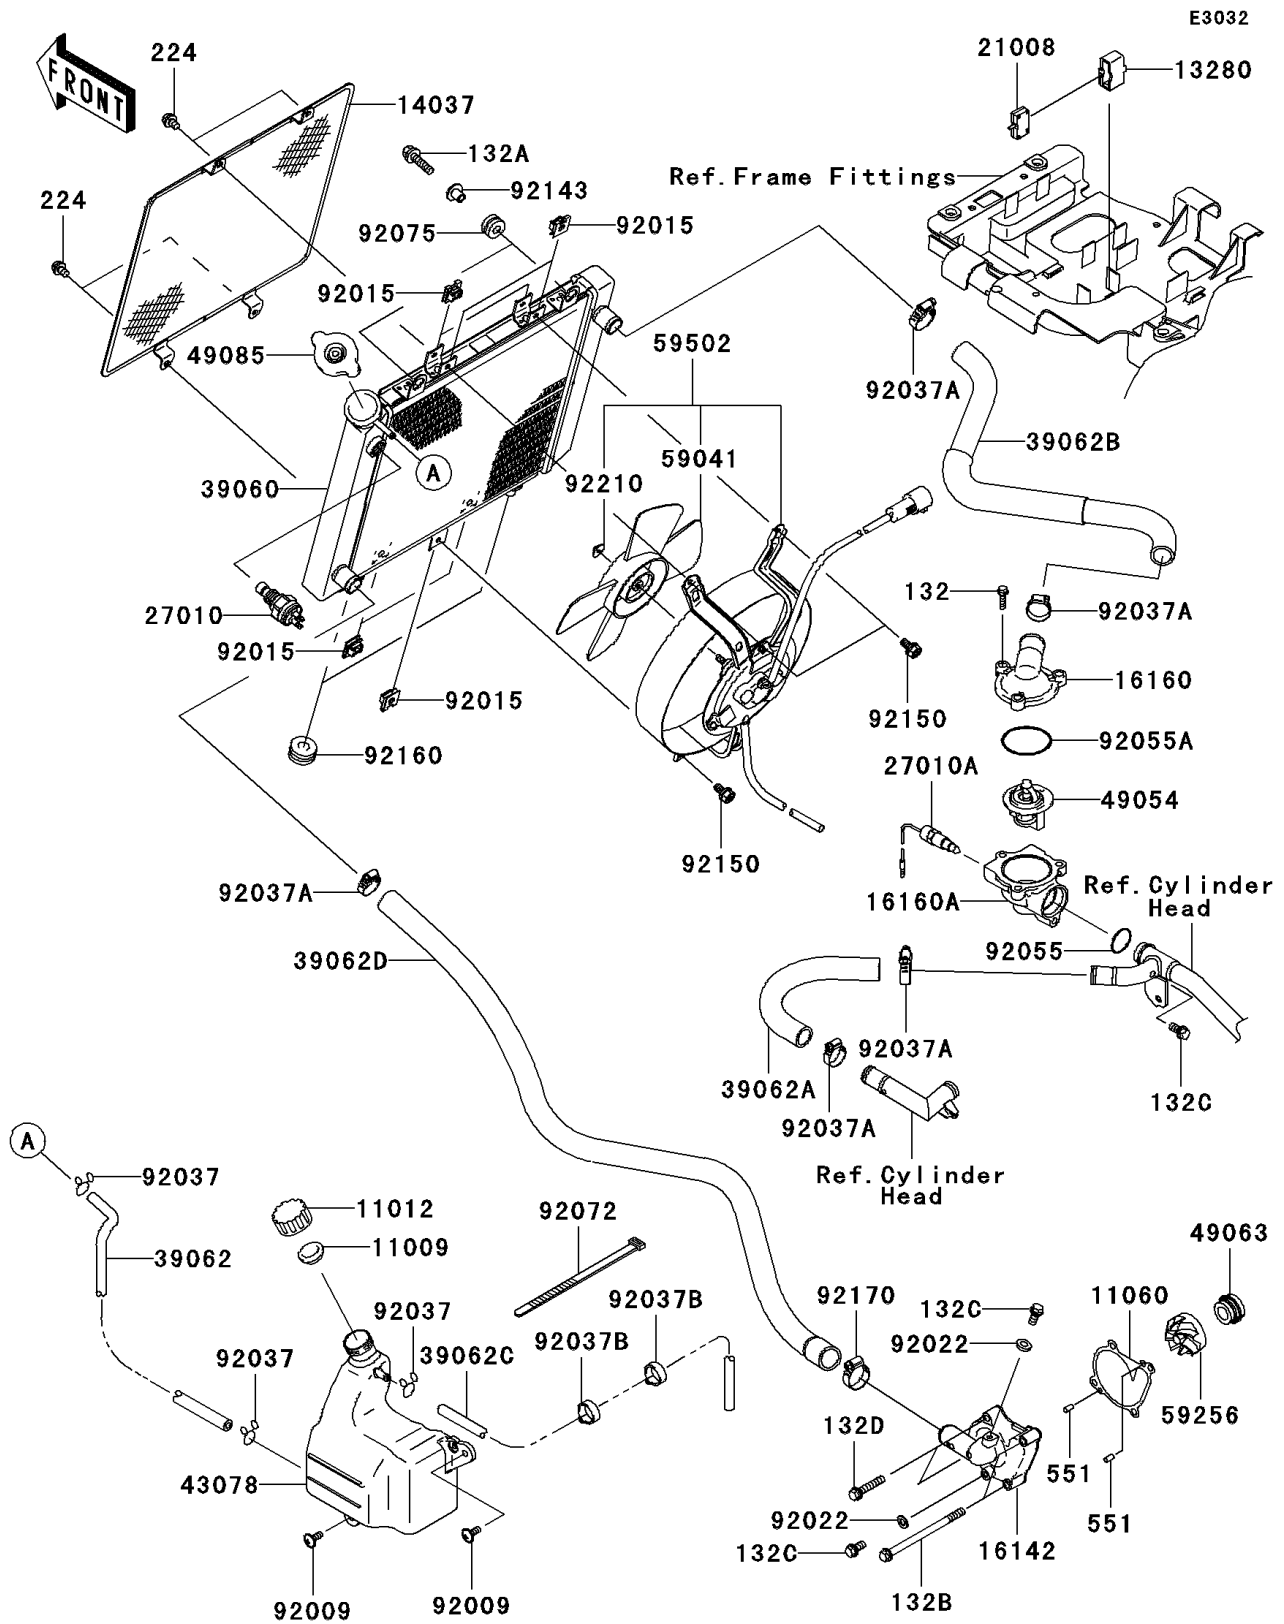 E3032
224
21008
13280
FRONT
14037
132A
Ref.Frame Fittings
92143
224
92075
92015
92015
49085
59502
92037A
39062B
59041
A
92210
39060
132
92037A
27010
92015
16160
92015
92150
92055A
92160
27010A
49054
92150
92037A
16160A
Ref.Cylinder
Head
92055
39062D
92037A
39062A
132C
92037A
A
92037
Ref.Cylinder
Head
11012
92072
49063
39062
11009
92037
92037B
92170
132C
11060
92037
39062C
92037B
92022
59256
132D
43078
551
92022
551
132C
16142
92009
92009
132B